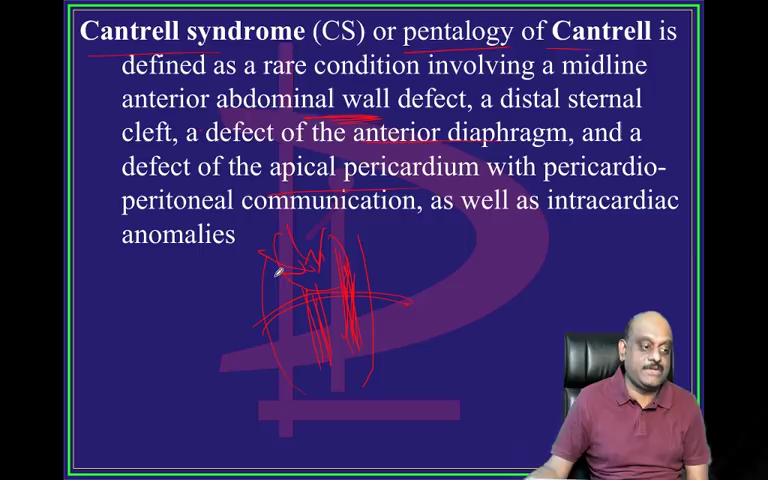 Cantrell syndrome (CS) or pentalogy of Cantrell is
defined as a rare condition involving a midline
anterior abdominal wall defect, a distal sternal
cleft, a defect of the anterior diaphragm, and a
defect of the apical pericardium with pericardio-
peritoneal communication, as well as intracardiac
anomalies